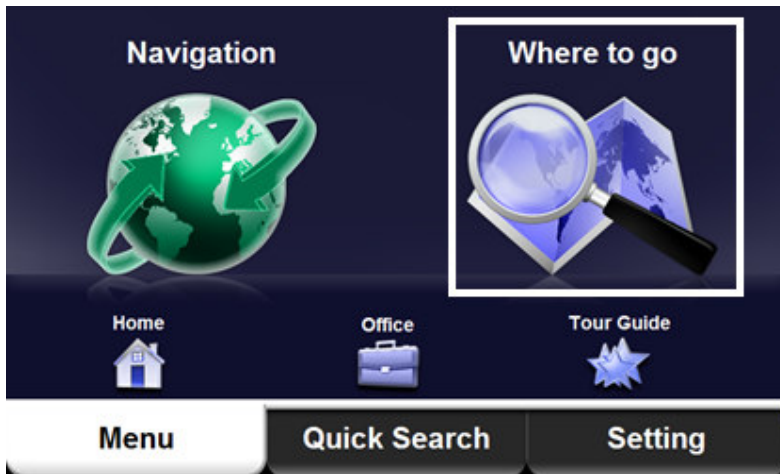 Navigation
Where to go
Home
Office
Tour Guide
Menu
Quick Search
Setting